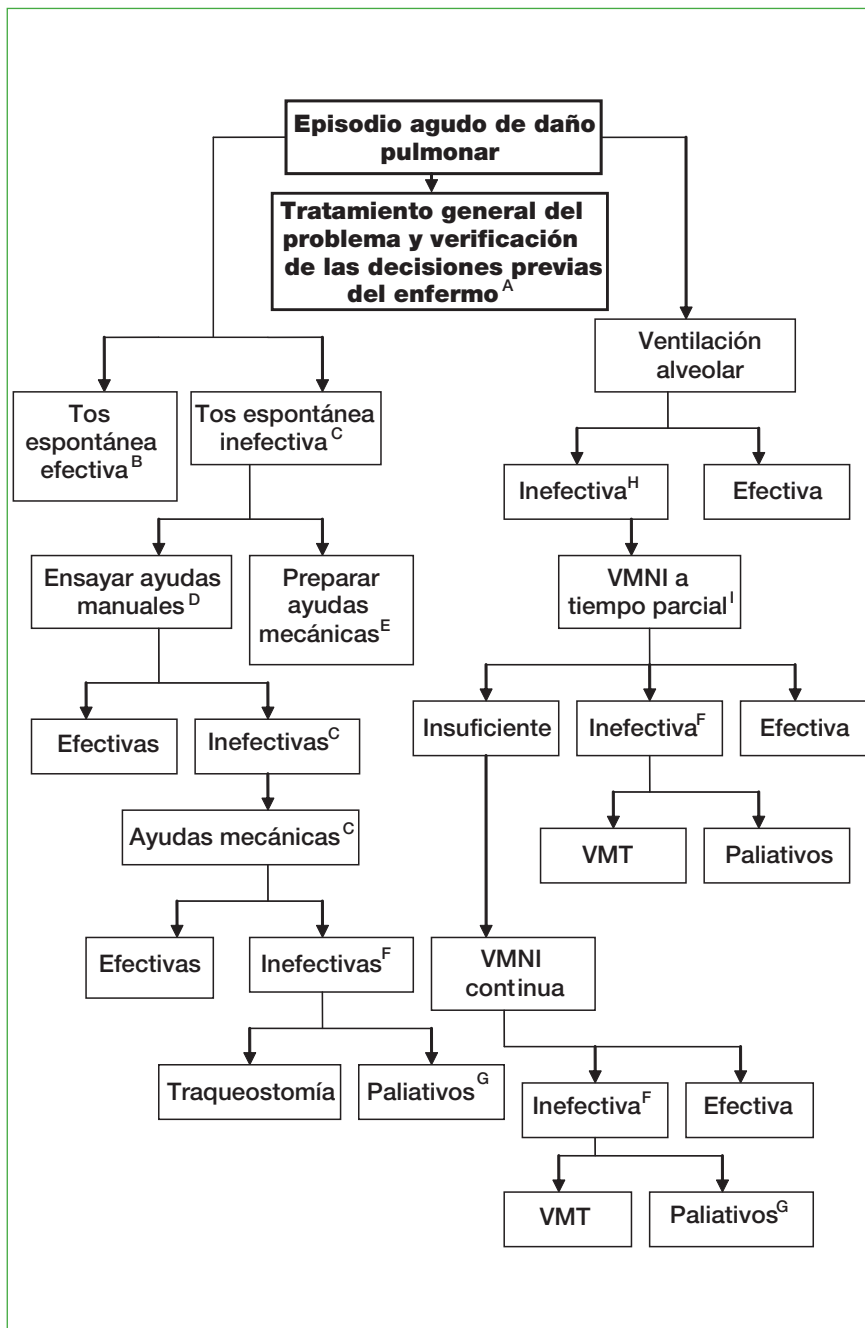 Episodio agudo de daño
pulmonar
Tratamiento general del
problema y verificación
de las decisiones previas
del enfermo A
Ventilación
alveolar
Tos
espontánea
efectiva B
Tos espontánea
inefectiva C
Inefectiva H
Efectiva
Ensayar ayudas
manuales D
Preparar
ayudas
mecánicas E
VMNI a
tiempo parcial I
Efectivas
Inefectivas C
Insuficiente
Inefectiva F
Efectiva
Ayudas mecánicas C
VMT
Paliativos
Efectivas
Inefectivas F
VMNI
continua
Traqueostomía
Paliativos G
Inefectiva F
Efectiva
VMT
Paliativos G